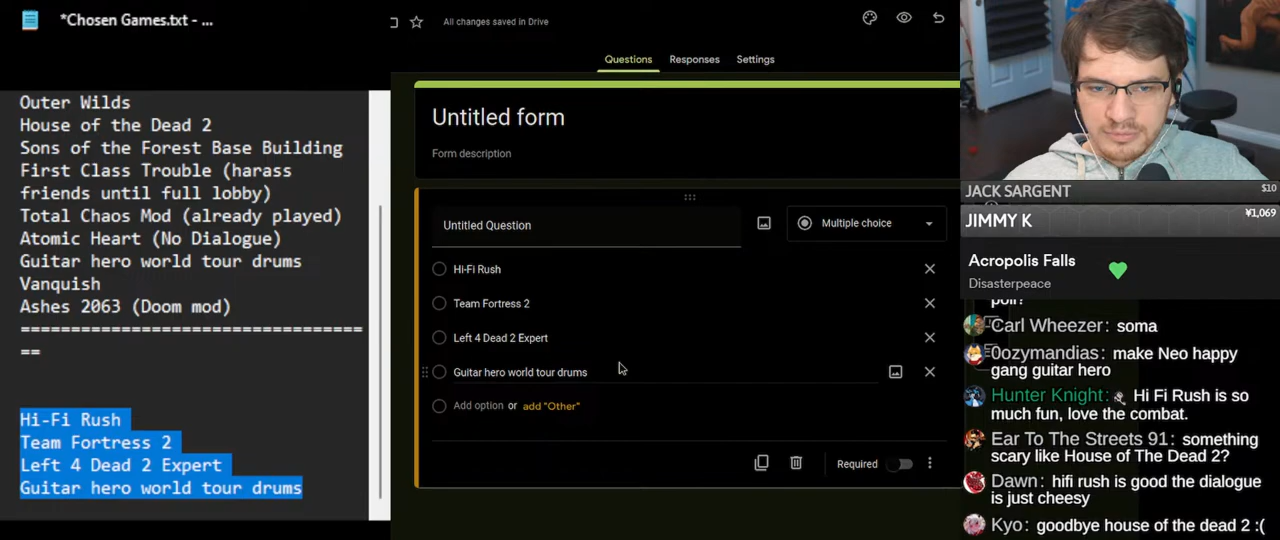 *Chosen Games.txt - ...
Outer Wilds
House of the Dead 2
Sons of the Forest Base Building
First Class Trouble (harass
friends until full lobby)
Total Chaos Mod (already played)
Atomic Heart (No Dialogue)
Guitar hero world tour drums
Vanquish
Ashes 2063 (Doom mod)
===================================
==
Hi-Fi Rush
Team Fortress 2
Left 4 Dead 2 Expert
Guitar hero world tour drums
All changes saved in Drive
Questions
Responses
Settings
Untitled form
Form description
Untitled Question
Multiple choice
Hi-Fi Rush
Team Fortress 2
Left 4 Dead 2 Expert
Guitar hero world tour drums
Add option or add "Other"
Required
JACK SARGENT $10
JIMMY K ¥1,069
Acropolis Falls
Disasterpeace
poll?
Carl Wheezer: soma
0ozymandias: make Neo happy
gang guitar hero
Hunter Knight: Hi Fi Rush is so
much fun, love the combat.
Ear To The Streets 91: something
scary like House of The Dead 2?
Dawn: hifi rush is good the dialogue
is just cheesy
Kyo: goodbye house of the dead 2 :(